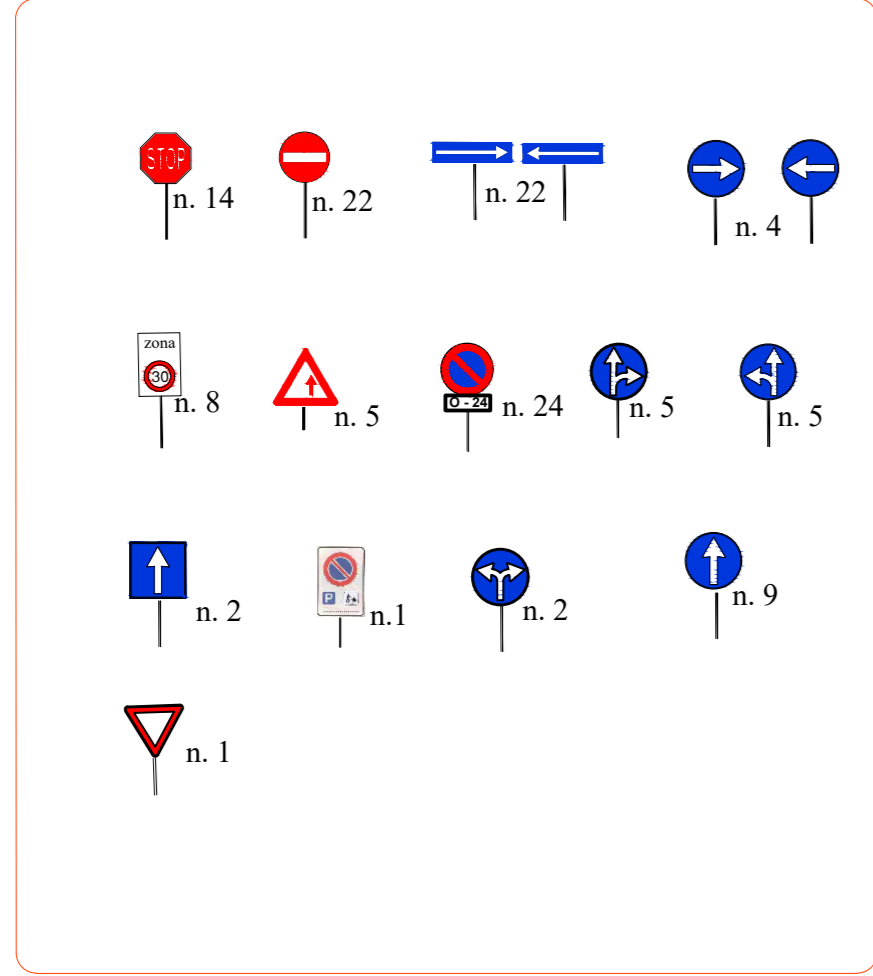 STOP
n. 14
n. 22
n. 22
n. 4
zona
30
n. 8
n. 5
O - 24
n. 24
n. 5
n. 5
n. 2
P
n.1
n. 2
n. 9
n. 1